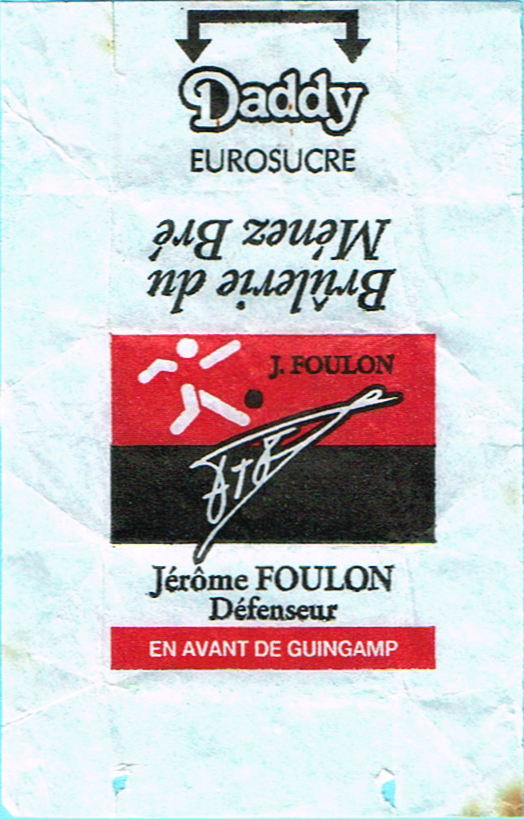 Daddy
EUROSUCRE
Brûlerie du
Ménez Bré
J. FOULON
Jérôme FOULON
Défenseur
EN AVANT DE GUINGAMP